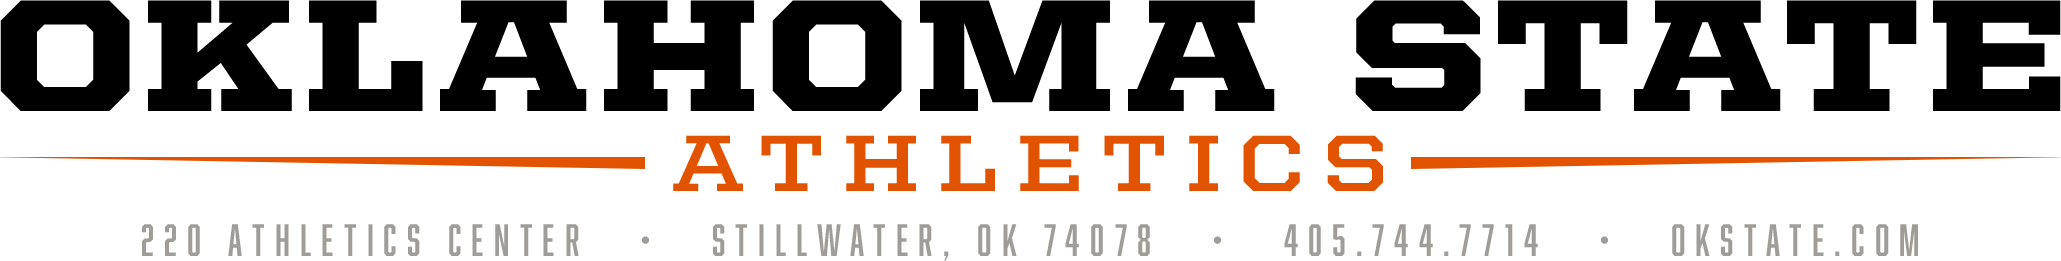 OKLAHOMA STATE
ATHLETICS
220 ATHLETICS CENTER • STILLWATER, OK 74078 • 405.744.7714 • OKSTATE.COM